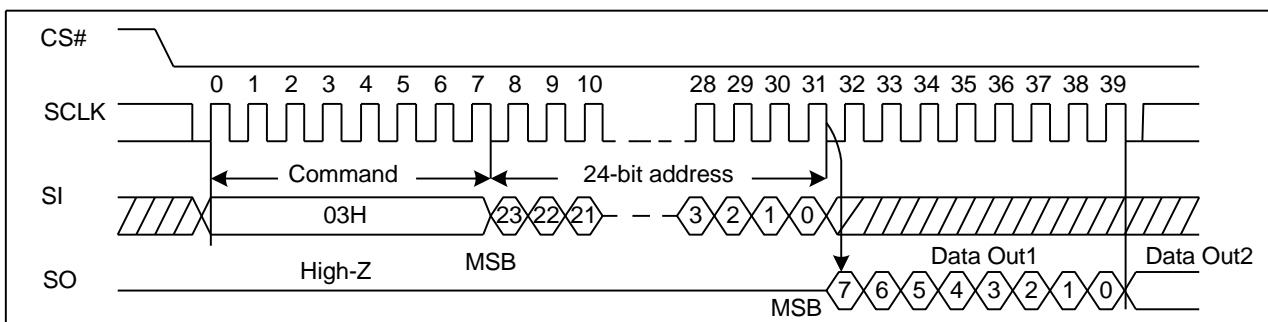 CS#
0 1 2 3 4 5 6 7 8 9 10 28 29 30 31 32 33 34 35 36 37 38 39
SCLK
Command 24-bit address
SI
03H 23 22 21 3 2 1 0
High-Z MSB Data Out1 Data Out2
SO
MSB 7 6 5 4 3 2 1 0